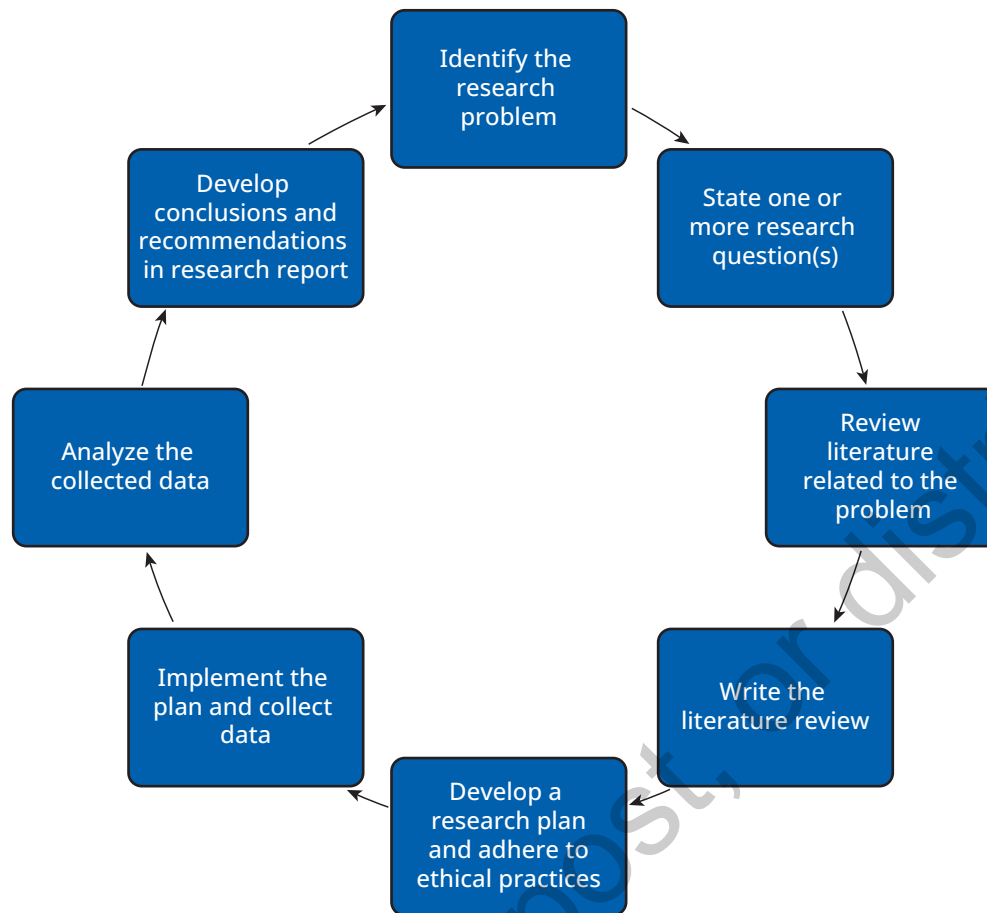 Identify the
research
problem
State one or
more research
question(s)
Review
literature
related to the
problem
Write the
literature review
Develop a
research plan
and adhere to
ethical practices
Implement the
plan and collect
data
Analyze the
collected data
Develop
conclusions and
recommendations
in research report
post, or